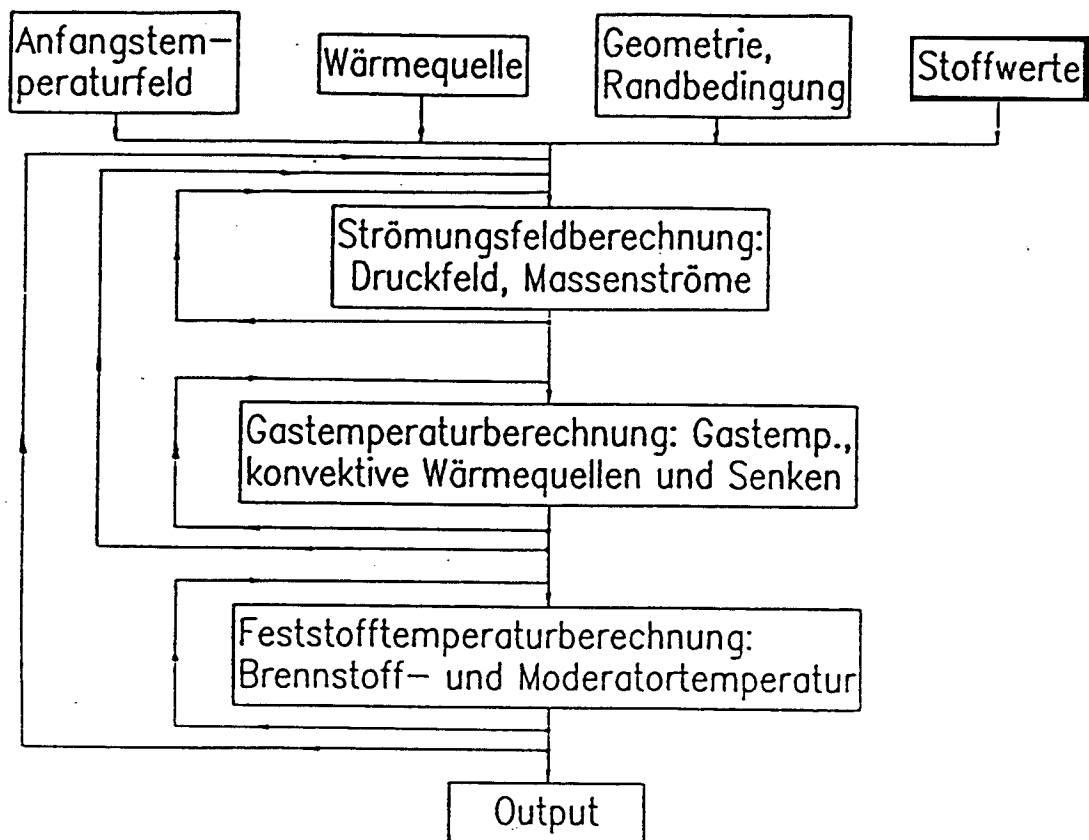 Anfangstem-
peraturfeld
Wärmequelle
Geometrie,
Randbedingung
Stoffwerte
Strömungsfeldberechnung:
Druckfeld, Massenströme
Gastemperaturberechnung: Gastemp.,
konvektive Wärmequellen und Senken
Feststofftemperaturberechnung:
Brennstoff- und Moderatortemperatur
Output